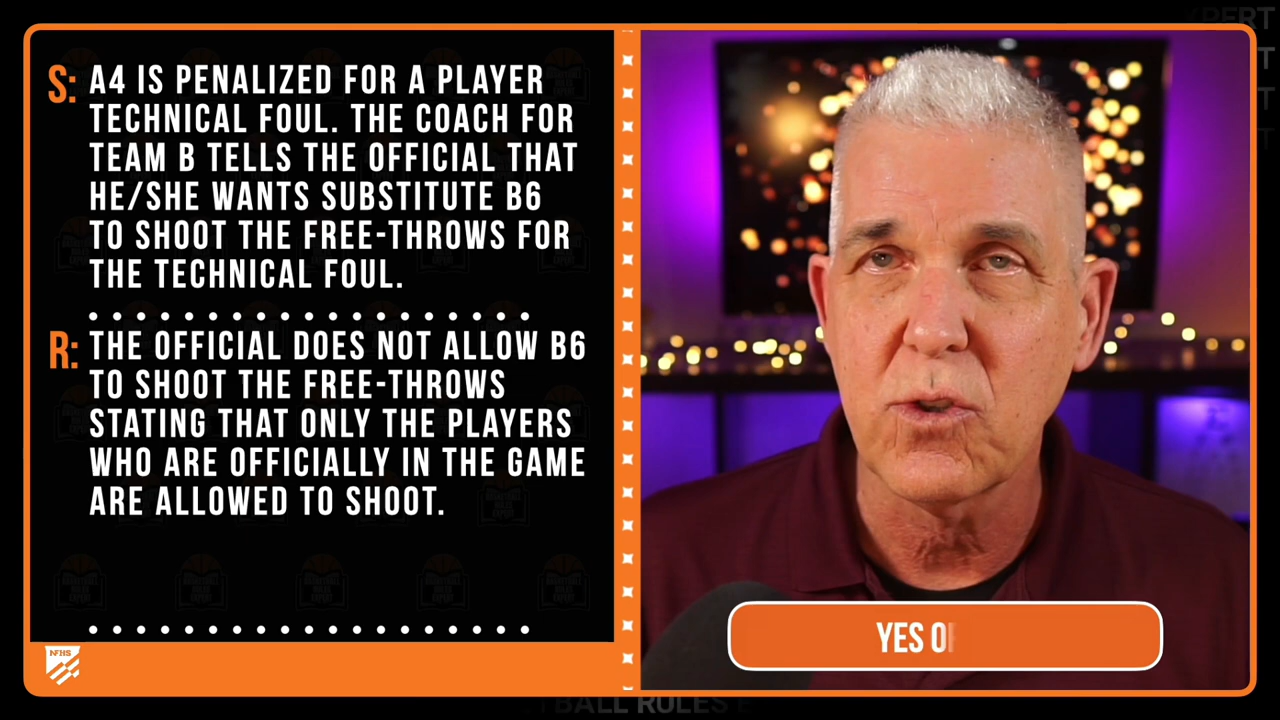 S: A4 IS PENALIZED FOR A PLAYER
TECHNICAL FOUL. THE COACH FOR
TEAM B TELLS THE OFFICIAL THAT
HE/SHE WANTS SUBSTITUTE B6
TO SHOOT THE FREE-THROWS FOR
THE TECHNICAL FOUL.
R: THE OFFICIAL DOES NOT ALLOW B6
TO SHOOT THE FREE-THROWS
STATING THAT ONLY THE PLAYERS
WHO ARE OFFICIALLY IN THE GAME
ARE ALLOWED TO SHOOT.
YES O
NFHS